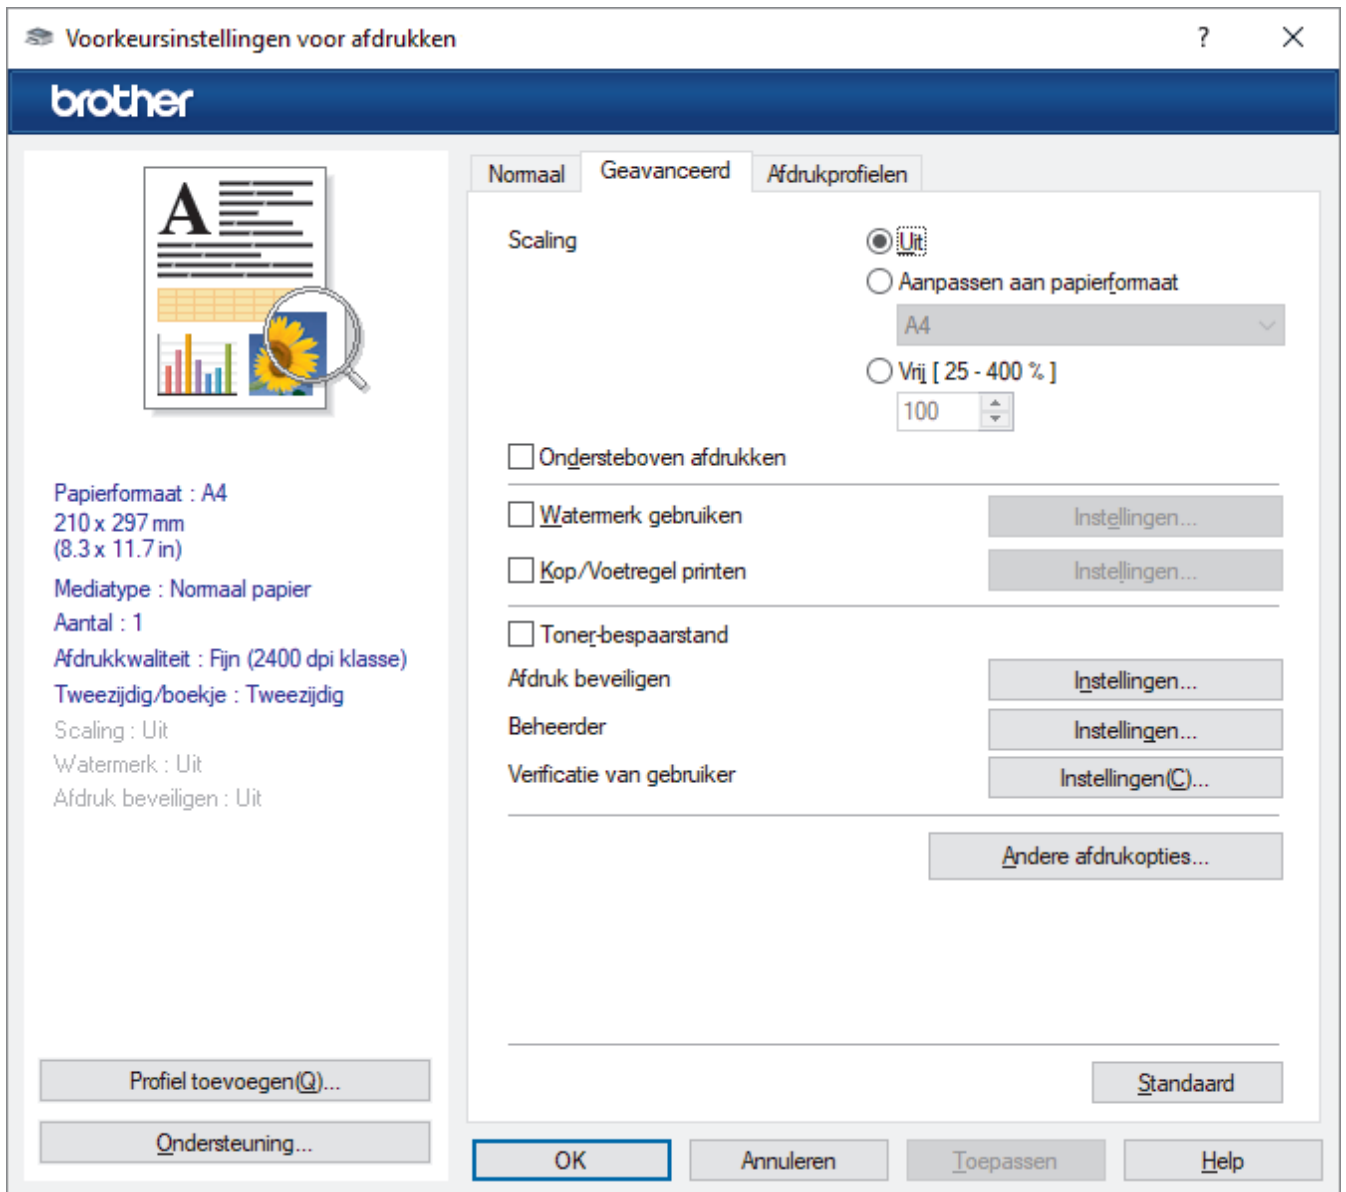 Voorkeursinstellingen voor afdrukken
?
brother
Normaal
Geavanceerd
Afdrukprofielen
A
Scaling
Uit
Aanpassen aan papierformaat
A4
Vrij [ 25 - 400 % ]
100
Ondersteboven afdrukken
Watermerk gebruiken
Instellingen...
Kop/Voetregel printen
Instellingen...
Toner-bespaarstand
Afdruk beveiligen
Instellingen...
Beheerder
Instellingen...
Verificatie van gebruiker
Instellingen(C)...
Andere afdrukopties...
Papierformaat : A4
210 x 297 mm
(8.3 x 11.7 in)
Mediatype : Normaal papier
Aantal : 1
Afdrukkwaliteit : Fijn (2400 dpi klasse)
Tweezijdig/boekje : Tweezijdig
Scaling : Uit
Watermerk : Uit
Afdruk beveiligen : Uit
Profiel toevoegen(Q)...
Ondersteuning...
Standaard
OK
Annuleren
Toepassen
Help